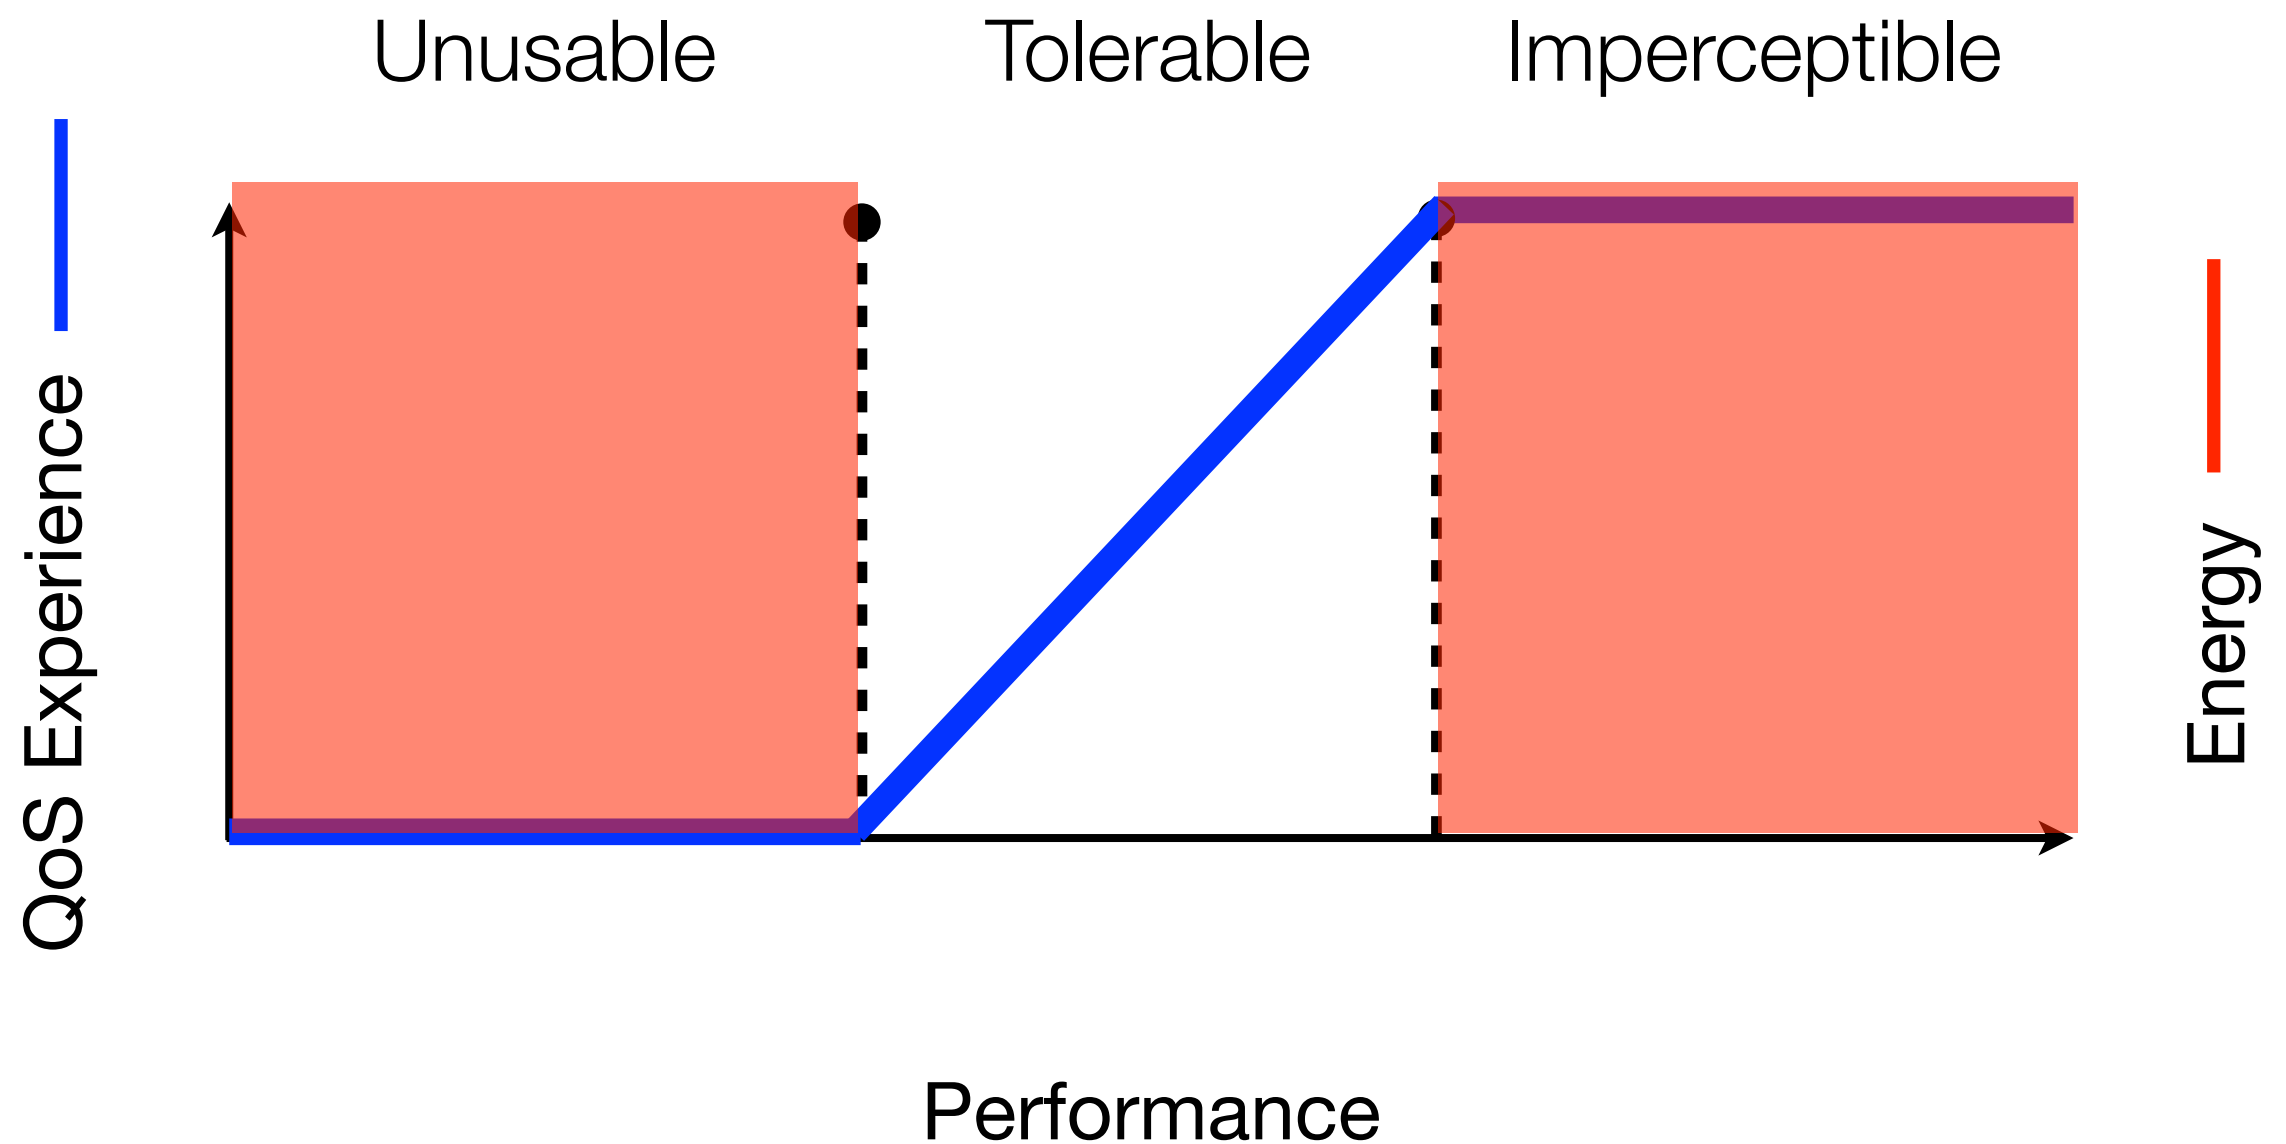 Unusable
Tolerable
Imperceptible
QoS Experience
Energy
Performance